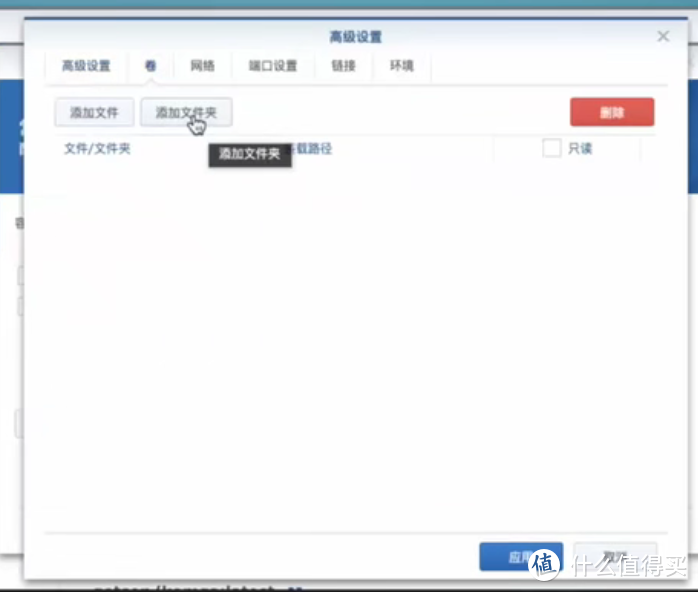 高级设置
高级设置 卷 网络 端口设置 链接 环境
添加文件 添加文件夹 删除
文件/文件夹 载路径 只读
添加文件夹
应用 取消
值 什么值得买